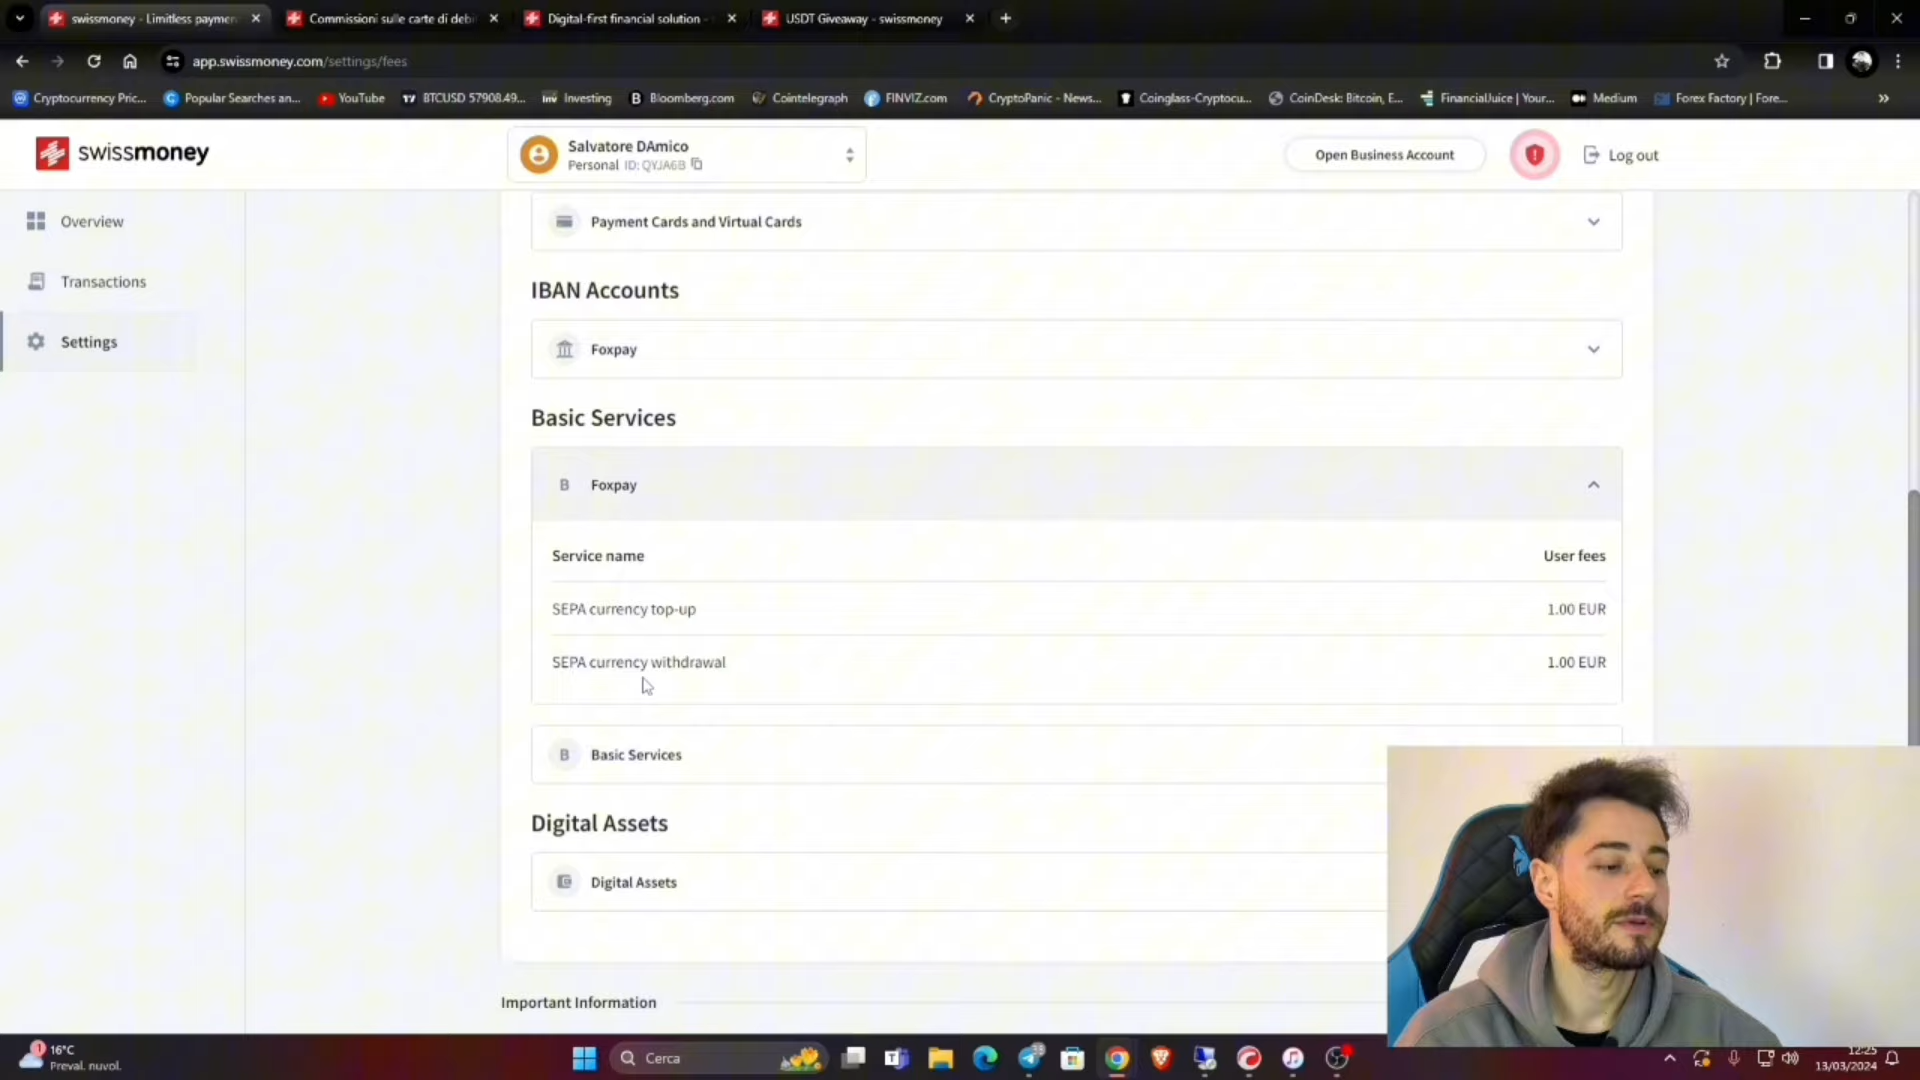 swissmoney - Limitless paymen
Commissioni sulle carte di debi
Digital-first financial solution -
USDT Giveaway - swissmoney
app.swissmoney.com/settings/fees
Cryptocurrency Pric...
Popular Searches an...
YouTube
BTCUSD 57908.49...
Investing
Bloomberg.com
Cointelegraph
FINVIZ.com
CryptoPanic - News...
Coinglass-Cryptocu...
CoinDesk: Bitcoin, E...
FinancialJuice | Your...
Medium
Forex Factory | Fore...
swissmoney
Salvatore DAmico
Personal ID: QYJA6B
Open Business Account
Log out
Overview
Transactions
Settings
Payment Cards and Virtual Cards
IBAN Accounts
Foxpay
Basic Services
B Foxpay
Service name User fees
SEPA currency top-up 1.00 EUR
SEPA currency withdrawal 1.00 EUR
B Basic Services
Digital Assets
Digital Assets
Important Information
16°C
Preval. nuvol.
Cerca
12:25
13/03/2024